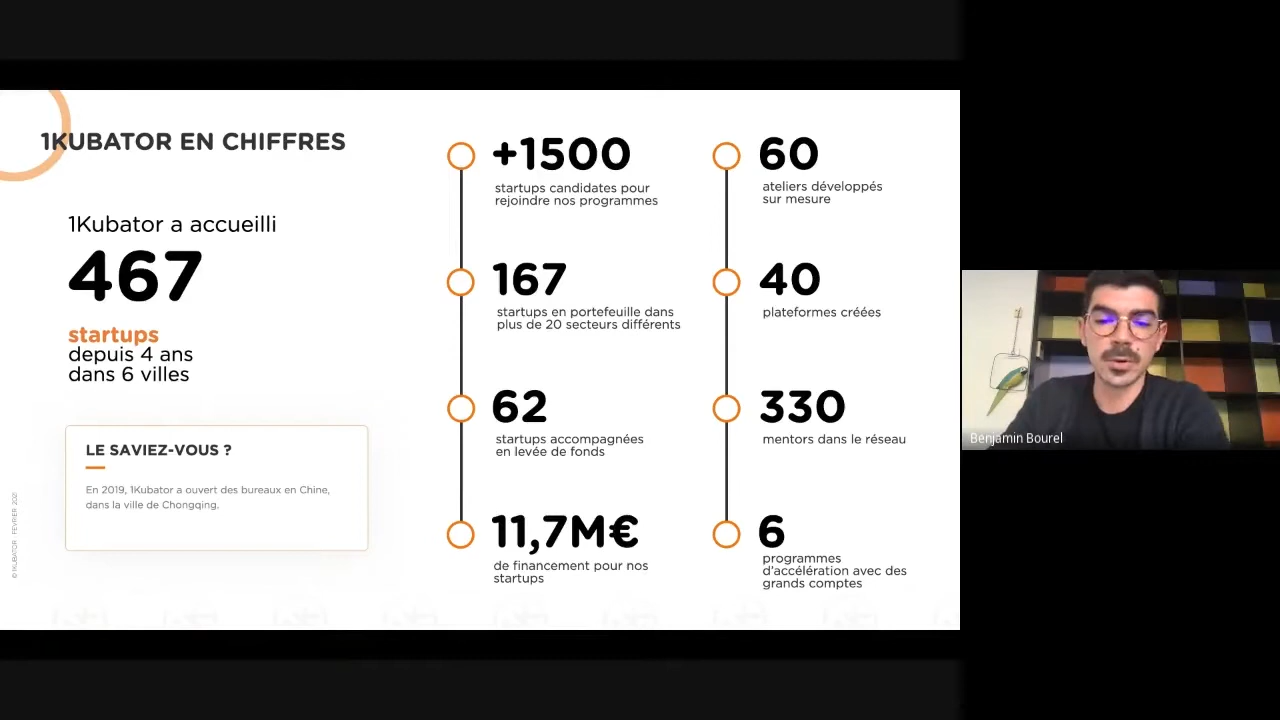 1KUBATOR EN CHIFFRES
1Kubator a accueilli
467
startups
depuis 4 ans
dans 6 villes
LE SAVIEZ-VOUS ?
En 2019, 1Kubator a ouvert des bureaux en Chine,
dans la ville de Chongqing.
© 1KUBATOR FEVRIER 2021
+1500
startups candidates pour
rejoindre nos programmes
167
startups en portefeuille dans
plus de 20 secteurs différents
62
startups accompagnées
en levée de fonds
11,7M€
de financement pour nos
startups
60
ateliers développés
sur mesure
40
plateformes créées
330
mentors dans le réseau
6
programmes
d'accélération avec des
grands comptes
Benjamin Bourel